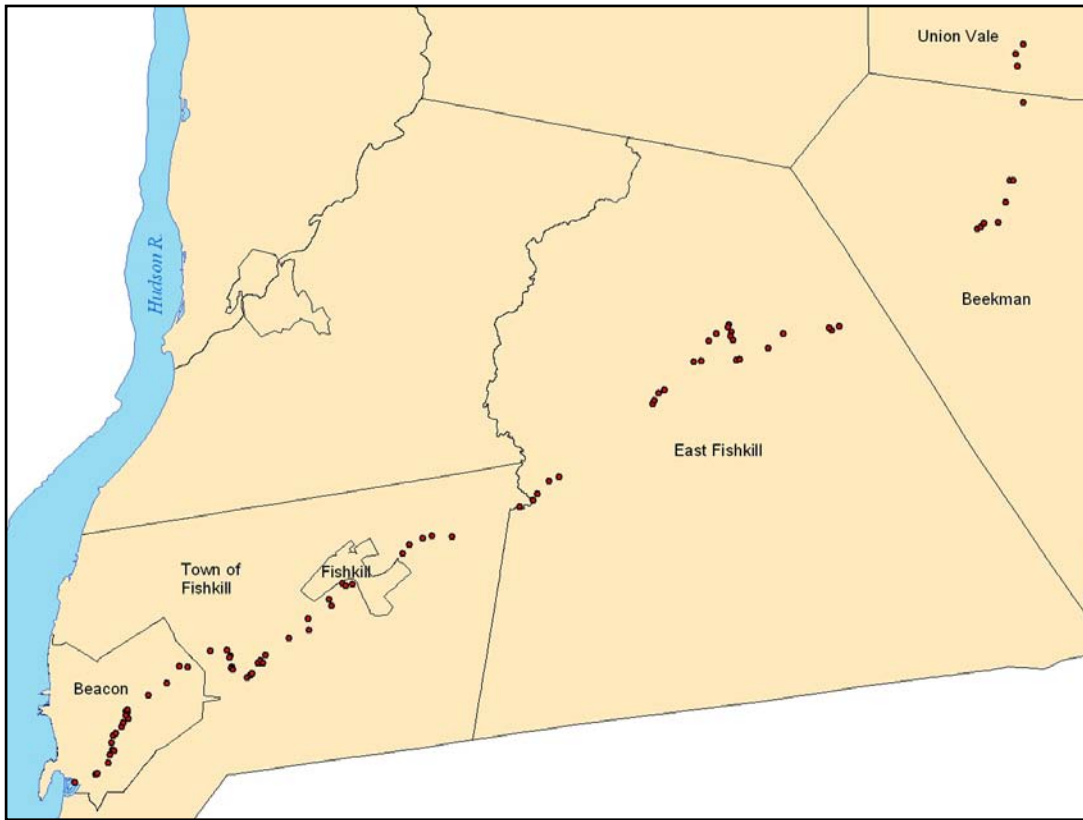 Union Vale
Hudson R.
Beekman
East Fishkill
Town of
Fishkill
Fishkill
Beacon